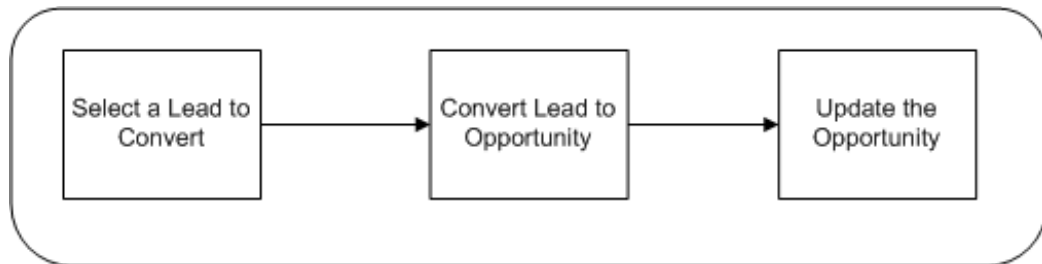 Select a Lead to
Convert
Convert Lead to
Opportunity
Update the
Opportunity